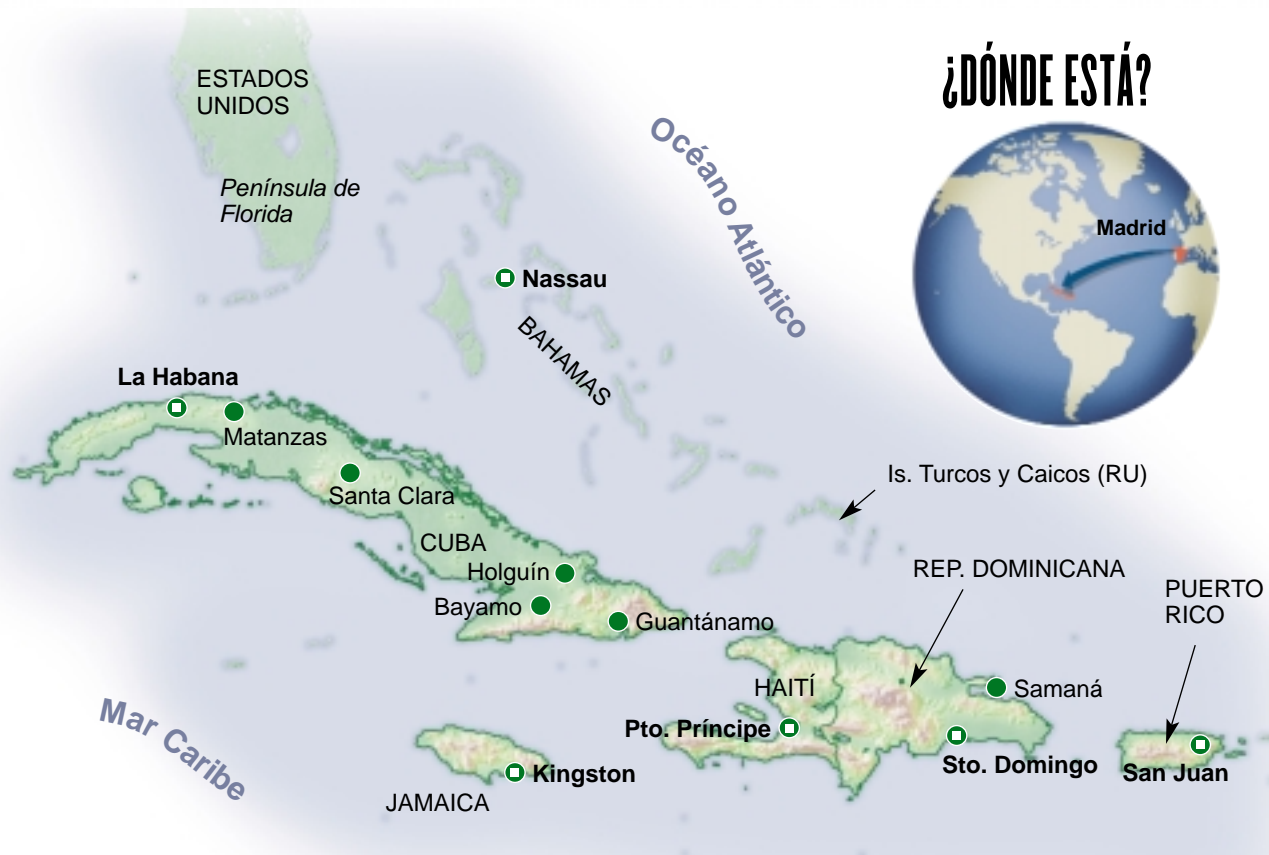 ¿DÓNDE ESTÁ?
ESTADOS
UNIDOS
Península de
Florida
Océano Atlántico
Madrid
Nassau
BAHAMAS
La Habana
Matanzas
Santa Clara
CUBA
Holguín
Bayamo
Guantánamo
Is. Turcos y Caicos (RU)
REP. DOMINICANA
PUERTO
RICO
HAITÍ
Samaná
Pto. Príncipe
Sto. Domingo
San Juan
Mar Caribe
Kingston
JAMAICA